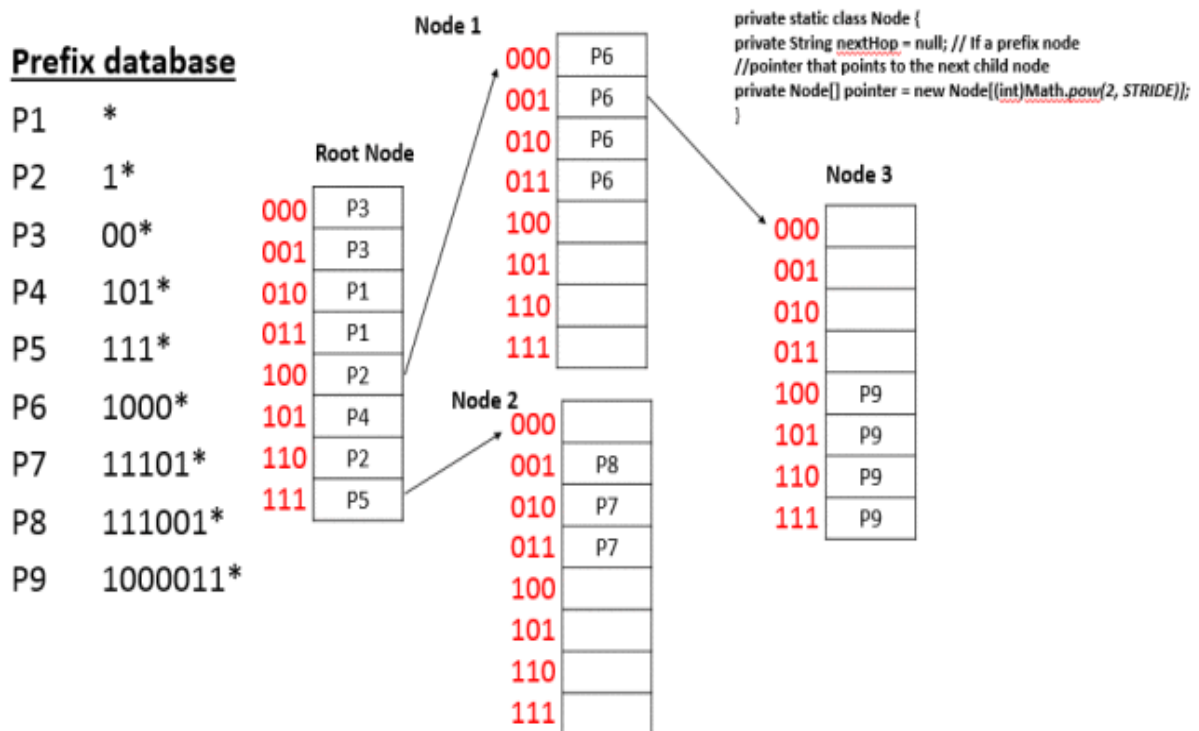 Prefix database
P1 *
P2 1*
P3 00*
P4 101*
P5 111*
P6 1000*
P7 11101*
P8 111001*
P9 1000011*
Root Node
000 P3
001 P3
010 P1
011 P1
100 P2
101 P4
110 P2
111 P5
Node 1
000 P6
001 P6
010 P6
011 P6
100
101
110
111
Node 2
000
001 P8
010 P7
011 P7
100
101
110
111
private static class Node {
private String nextHop = null; // If a prefix node
//pointer that points to the next child node
private Node[] pointer = new Node[(int)Math.pow(2, STRIDE)];
}
Node 3
000
001
010
011
100 P9
101 P9
110 P9
111 P9